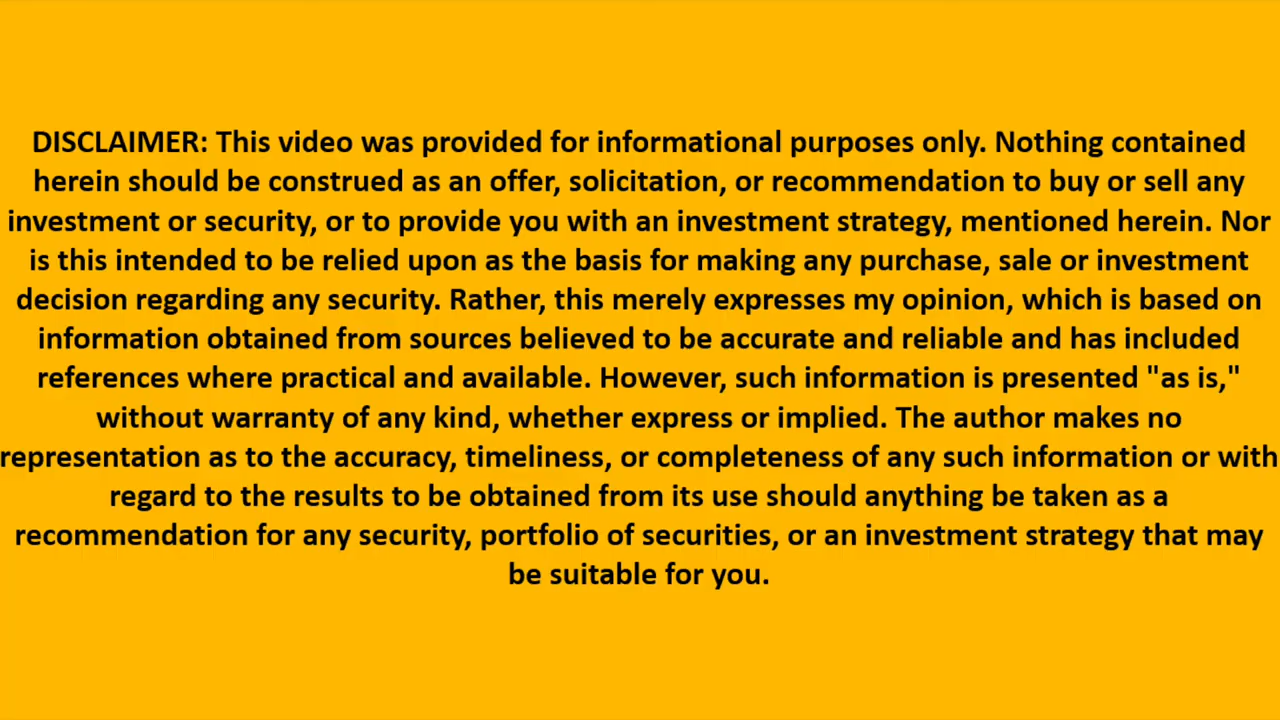 DISCLAIMER: This video was provided for informational purposes only. Nothing contained
herein should be construed as an offer, solicitation, or recommendation to buy or sell any
investment or security, or to provide you with an investment strategy, mentioned herein. Nor
is this intended to be relied upon as the basis for making any purchase, sale or investment
decision regarding any security. Rather, this merely expresses my opinion, which is based on
information obtained from sources believed to be accurate and reliable and has included
references where practical and available. However, such information is presented "as is,"
without warranty of any kind, whether express or implied. The author makes no
representation as to the accuracy, timeliness, or completeness of any such information or with
regard to the results to be obtained from its use should anything be taken as a
recommendation for any security, portfolio of securities, or an investment strategy that may
be suitable for you.